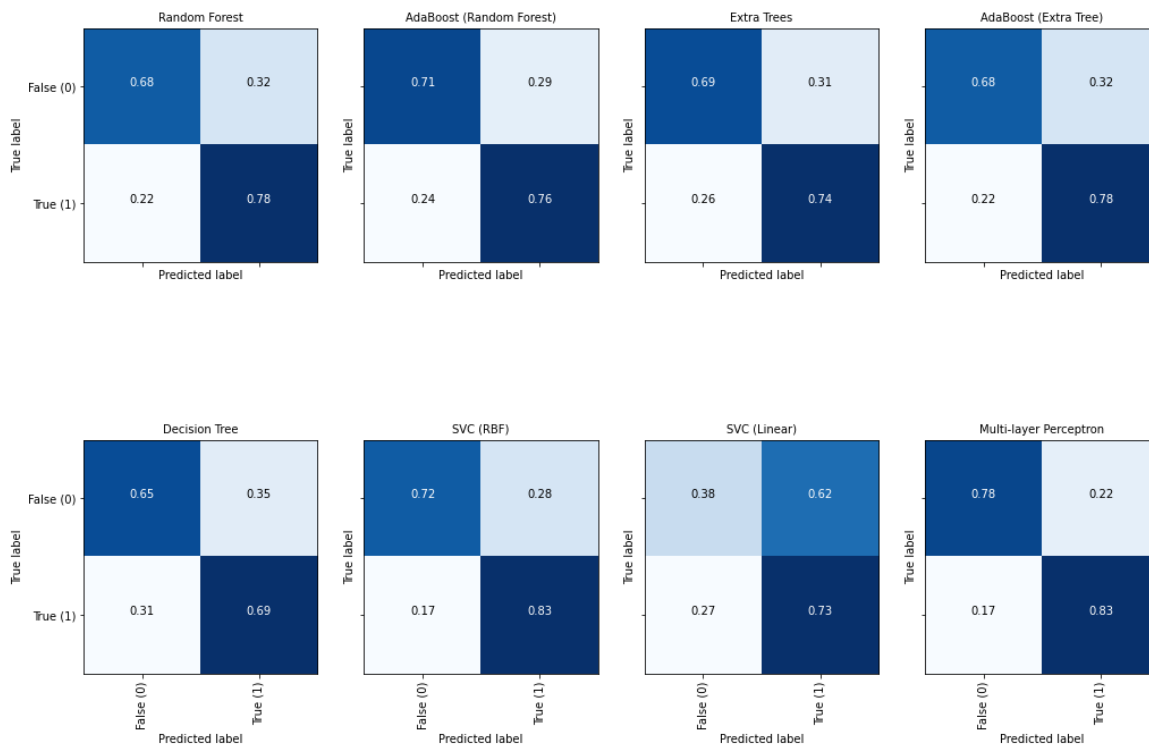 Random Forest
AdaBoost (Random Forest)
Extra Trees
AdaBoost (Extra Tree)
True label
False (0)
True (1)
0.68 0.32
0.22 0.78
Predicted label
True label
0.71 0.29
0.24 0.76
Predicted label
True label
0.69 0.31
0.26 0.74
Predicted label
True label
0.68 0.32
0.22 0.78
Predicted label
Decision Tree
SVC (RBF)
SVC (Linear)
Multi-layer Perceptron
True label
False (0)
True (1)
0.65 0.35
0.31 0.69
False (0)
True (1)
Predicted label
True label
0.72 0.28
0.17 0.83
False (0)
True (1)
Predicted label
True label
0.38 0.62
0.27 0.73
False (0)
True (1)
Predicted label
True label
0.78 0.22
0.17 0.83
False (0)
True (1)
Predicted label